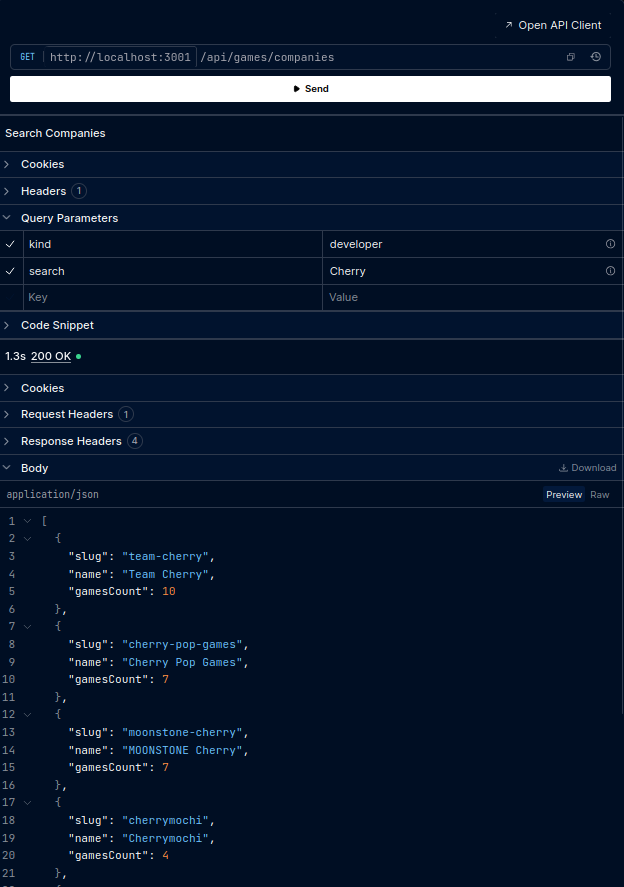 Open API Client
GET http://localhost:3001 /api/games/companies
Send
Search Companies
Cookies
Headers 1
Query Parameters
kind developer
search Cherry
Key Value
Code Snippet
1.3s 200 OK
Cookies
Request Headers 1
Response Headers 4
Body Download
application/json Preview Raw
1 [
2 {
3 "slug": "team-cherry",
4 "name": "Team Cherry",
5 "gamesCount": 10
6 },
7 {
8 "slug": "cherry-pop-games",
9 "name": "Cherry Pop Games",
10 "gamesCount": 7
11 },
12 {
13 "slug": "moonstone-cherry",
14 "name": "MOONSTONE Cherry",
15 "gamesCount": 7
16 },
17 {
18 "slug": "cherrymochi",
19 "name": "Cherrymochi",
20 "gamesCount": 4
21 },